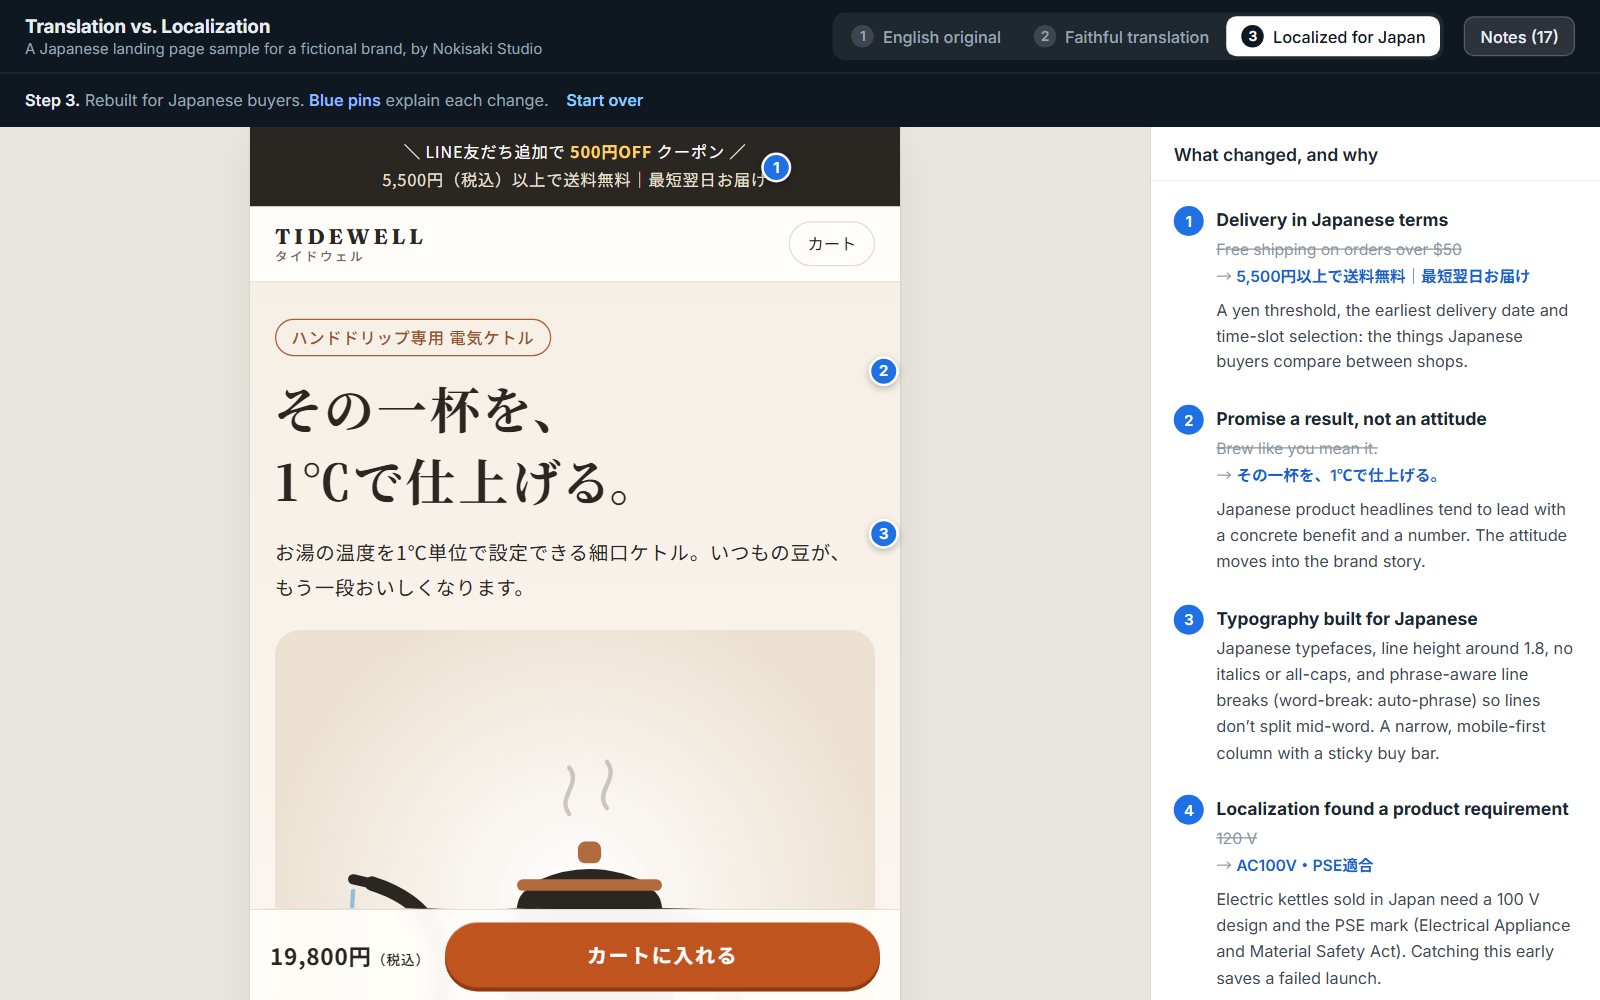 Translation vs. Localization
A Japanese landing page sample for a fictional brand, by Nokisaki Studio
1 English original
2 Faithful translation
3 Localized for Japan
Notes (17)
Step 3. Rebuilt for Japanese buyers. Blue pins explain each change. Start over
＼ LINE友だち追加で 500円OFF クーポン ／
5,500円（税込）以上で送料無料｜最短翌日お届け
1
TIDEWELL
タイドウェル
カート
ハンドドリップ専用 電気ケトル
2
その一杯を、
1℃で仕上げる。
3
お湯の温度を1℃単位で設定できる細口ケトル。いつもの豆が、
もう一段おいしくなります。
19,800円（税込）
カートに入れる
What changed, and why
1 Delivery in Japanese terms
Free shipping on orders over $50
→ 5,500円以上で送料無料｜最短翌日お届け
A yen threshold, the earliest delivery date and
time-slot selection: the things Japanese
buyers compare between shops.
2 Promise a result, not an attitude
Brew like you mean it.
→ その一杯を、1℃で仕上げる。
Japanese product headlines tend to lead with
a concrete benefit and a number. The attitude
moves into the brand story.
3 Typography built for Japanese
Japanese typefaces, line height around 1.8, no
italics or all-caps, and phrase-aware line
breaks (word-break: auto-phrase) so lines
don’t split mid-word. A narrow, mobile-first
column with a sticky buy bar.
4 Localization found a product requirement
120 V
→ AC100V・PSE適合
Electric kettles sold in Japan need a 100 V
design and the PSE mark (Electrical Appliance
and Material Safety Act). Catching this early
saves a failed launch.